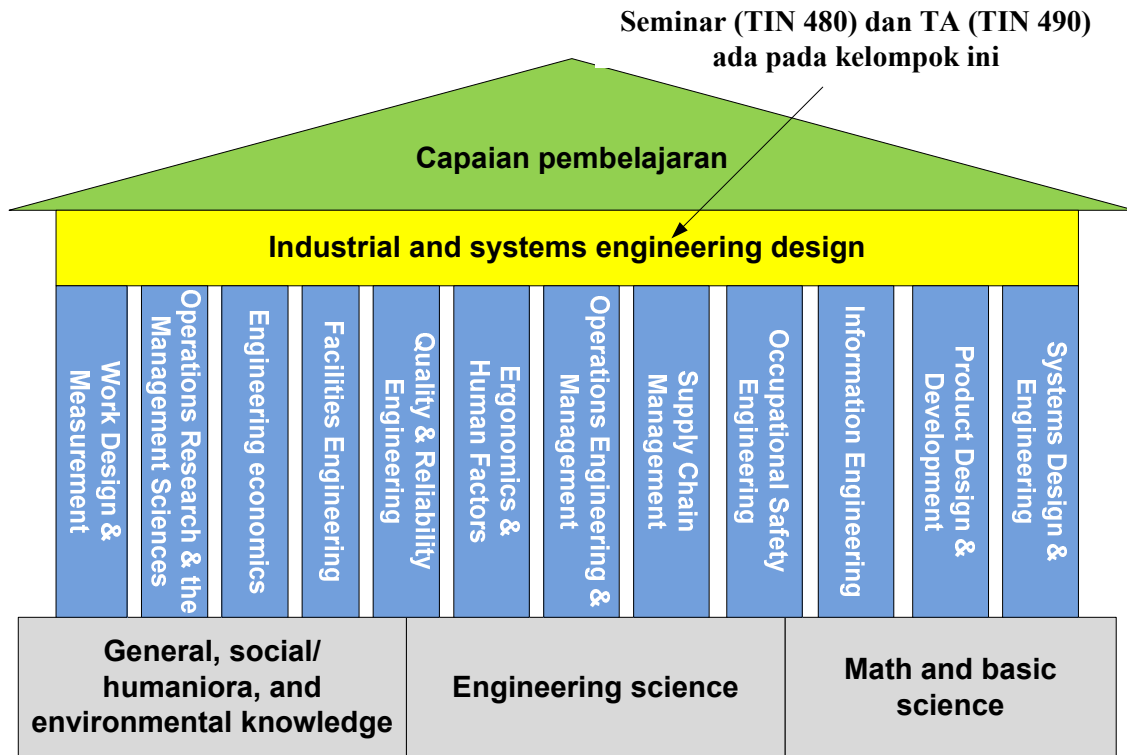 Seminar (TIN 480) dan TA (TIN 490)
ada pada kelompok ini
Capaian pembelajaran
Industrial and systems engineering design
Work Design &
Measurement
Operations Research & the
Management Sciences
Engineering economics
Facilities Engineering
Quality & Reliability
Engineering
Ergonomics &
Human Factors
Operations Engineering &
Management
Supply Chain
Management
Occupational Safety
Engineering
Information Engineering
Product Design &
Development
Systems Design &
Engineering
General, social/
humaniora, and
environmental knowledge
Engineering science
Math and basic
science